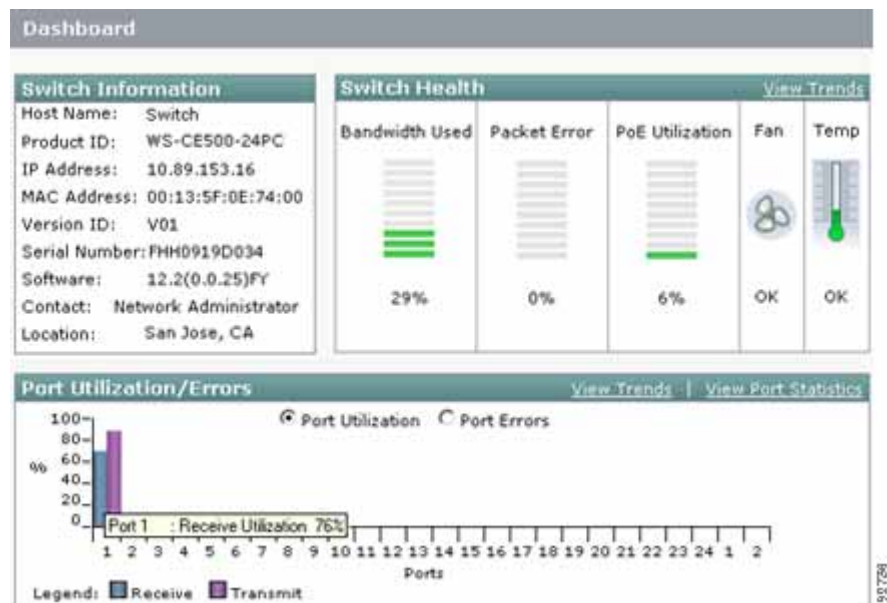 Dashboard
Switch Information
Host Name: Switch
Product ID: WS-CE500-24PC
IP Address: 10.89.153.16
MAC Address: 00:13:5F:0E:74:00
Version ID: V01
Serial Number: FHH0919D034
Software: 12.2(0.0.25)FY
Contact: Network Administrator
Location: San Jose, CA
Switch Health View Trends
Bandwidth Used Packet Error PoE Utilization Fan Temp
29% 0% 6% OK OK
Port Utilization/Errors View Trends | View Port Statistics
Port Utilization Port Errors
%
100
80
60
40
20
0
Port 1 : Receive Utilization 76%
1 2 3 4 5 6 7 8 9 10 11 12 13 14 15 16 17 18 19 20 21 22 23 24 1 2
Ports
Legend: Receive Transmit